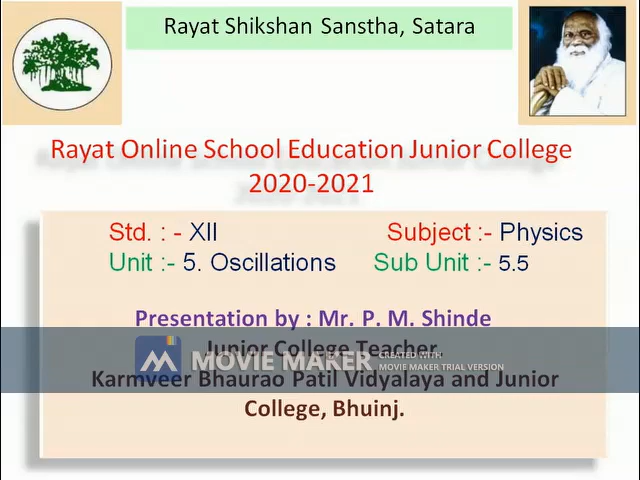 Rayat Shikshan Sanstha, Satara
Rayat Online School Education Junior College
2020-2021
Std. : - XII Subject :- Physics
Unit :- 5. Oscillations Sub Unit :- 5.5
Presentation by : Mr. P. M. Shinde
Junior College Teacher
MOVIE MAKER
CREATED WITH
MOVIE MAKER TRIAL VERSION
Karmveer Bhaurao Patil Vidyalaya and Junior
College, Bhuinj.